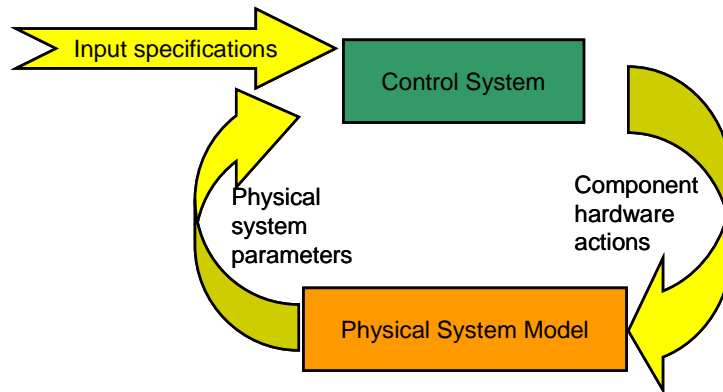 Input specifications
Control System
Physical
system
parameters
Component
hardware
actions
Physical System Model